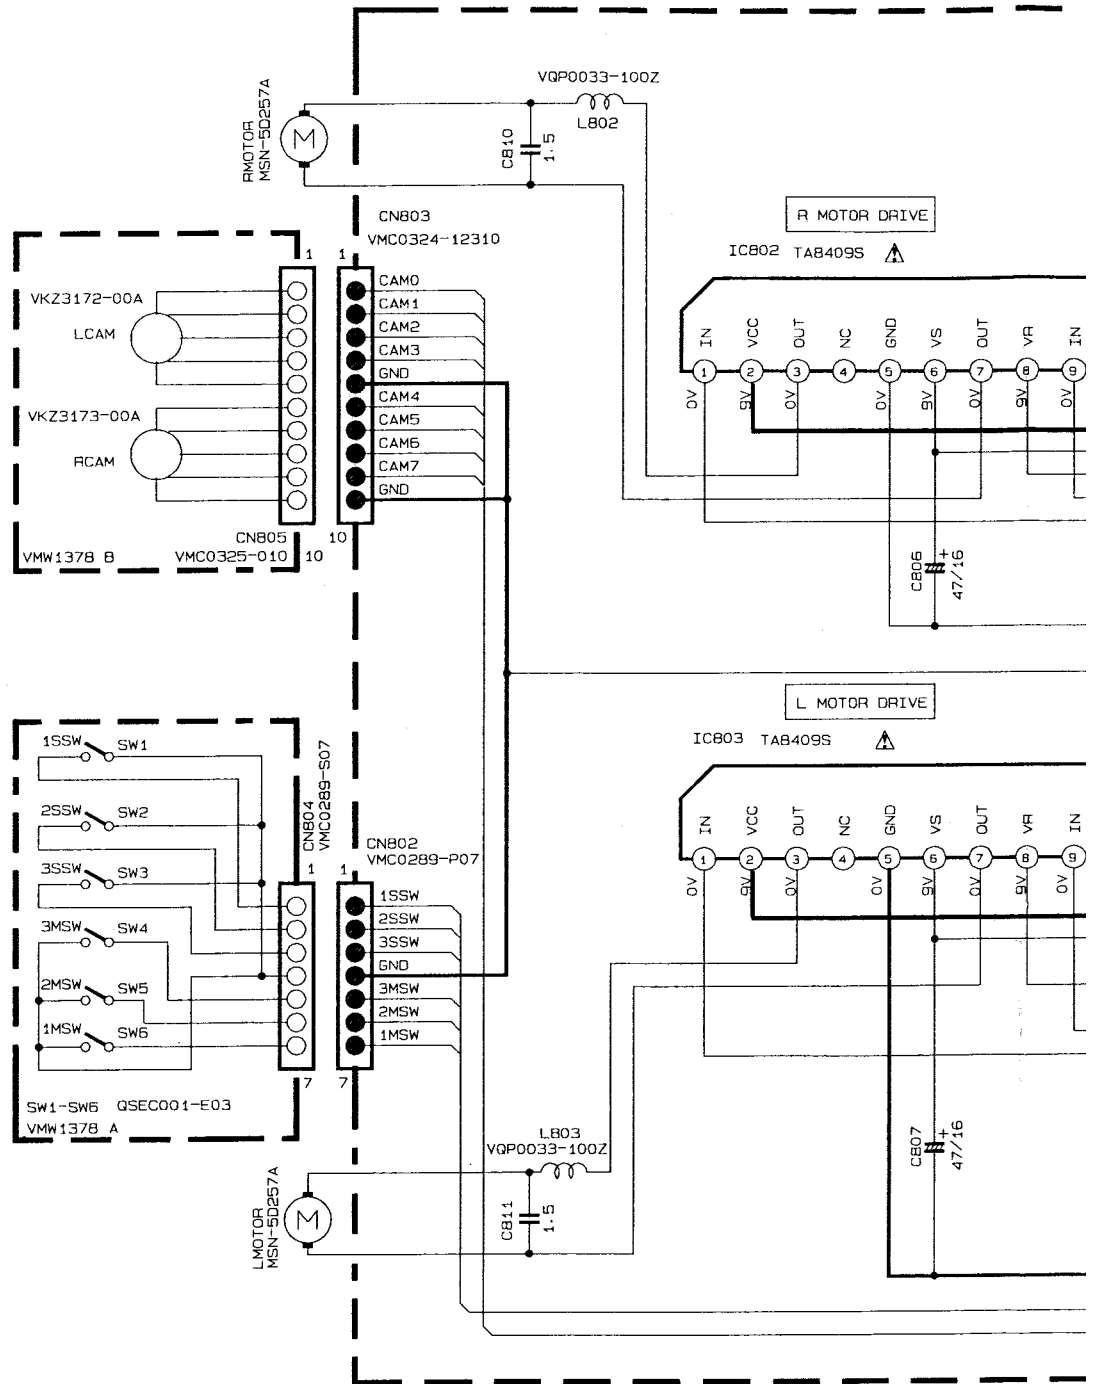 VQP0033-100Z
L802
C810
1.5
RMOTOR
MSN-5D257A
M
CN803
VMC0324-12310
R MOTOR DRIVE
IC802 TA8409S
1
1
VKZ3172-00A
LCAM
VKZ3173-00A
RCAM
CAM0
CAM1
CAM2
CAM3
GND
CAM4
CAM5
CAM6
CAM7
GND
IN
VCC
OUT
NC
GND
VS
OUT
VR
IN
1
2
3
4
5
6
7
8
9
0V
9V
0V
0V
9V
0V
9V
0V
CN805
VMC0325-010
10
10
VMW1378 B
C806
+
47/16
L MOTOR DRIVE
IC803 TA8409S
1SSW
SW1
2SSW
SW2
3SSW
SW3
3MSW
SW4
2MSW
SW5
1MSW
SW6
CN804
VMC0289-S07
CN802
VMC0289-P07
1
1
1SSW
2SSW
3SSW
GND
3MSW
2MSW
1MSW
7
7
SW1-SW6 QSEC001-E03
VMW1378 A
IN
VCC
OUT
NC
GND
VS
OUT
VR
IN
1
2
3
4
5
6
7
8
9
0V
9V
0V
0V
9V
0V
9V
0V
L803
VQP0033-100Z
C811
1.5
LMOTOR
MSN-5D257A
M
C807
+
47/16